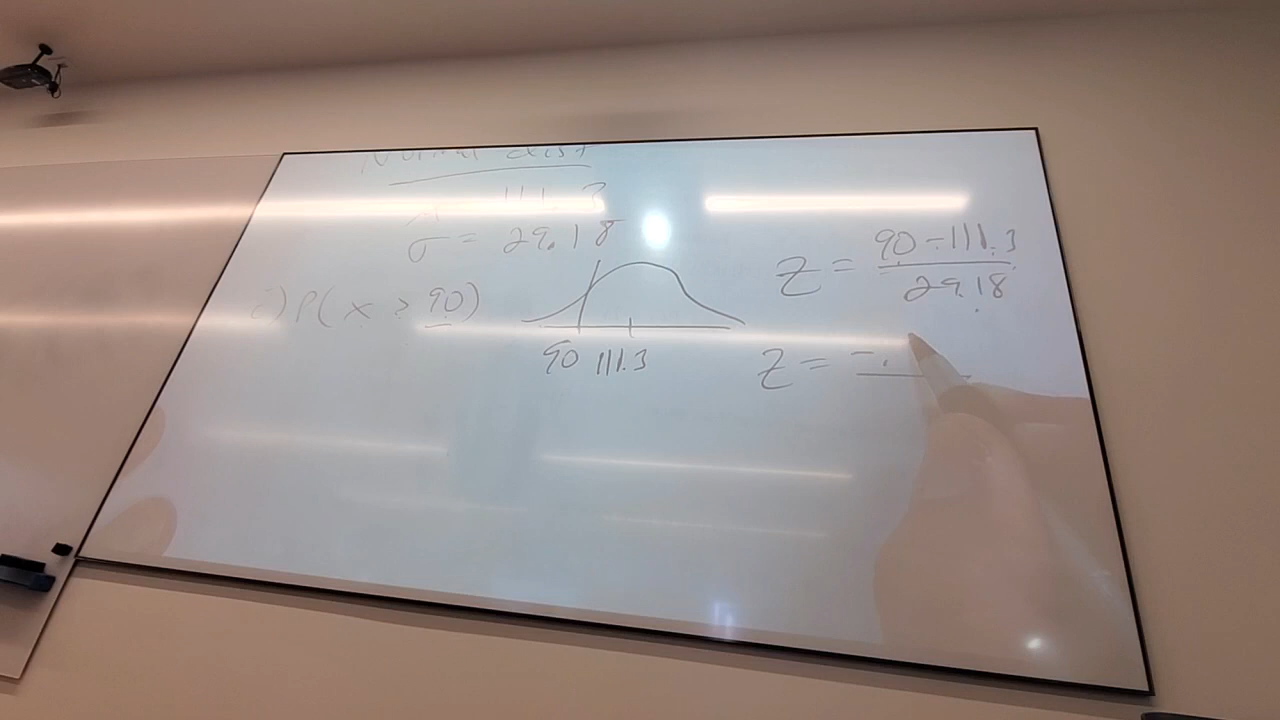 Normal dist
111.3
σ = 29.18
P(x > 90)
90 111.3
Z = (90 - 111.3) / 29.18
Z = -.